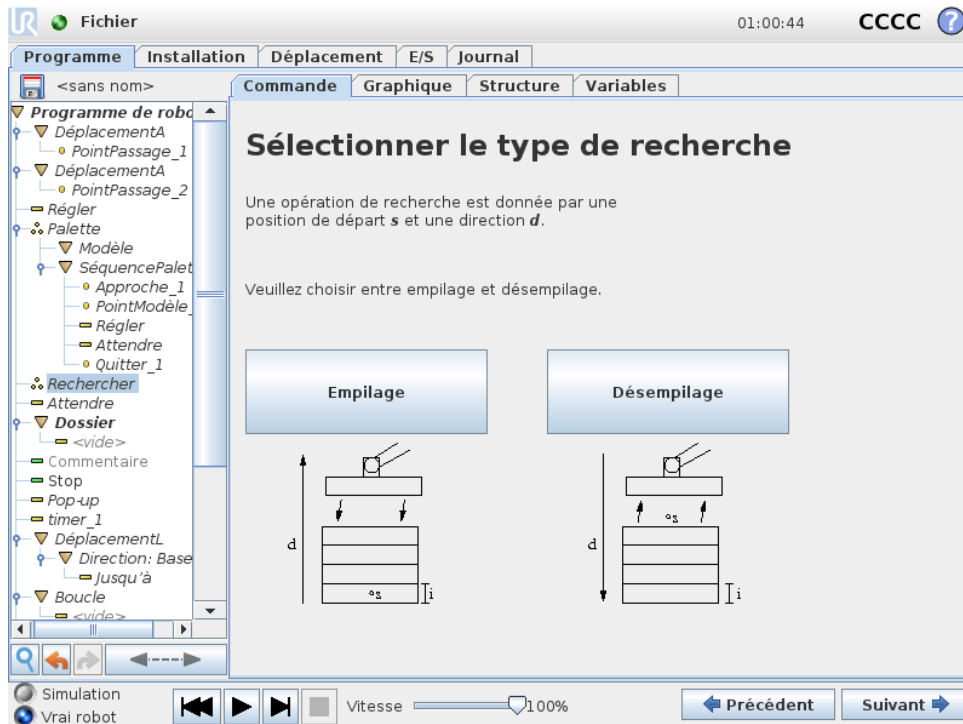 UR Fichier 01:00:44 CCCC ?
Programme Installation Déplacement E/S Journal
<sans nom>
Commande Graphique Structure Variables
Programme de robo
DéplacementA
PointPassage_1
DéplacementA
PointPassage_2
Régler
Palette
Modèle
SéquencePalet
Approche_1
PointModèle_
Régler
Attendre
Quitter_1
Rechercher
Attendre
Dossier
<vide>
Commentaire
Stop
Pop-up
timer_1
DéplacementL
Direction: Base
Jusqu'à
Boucle
<vide>
Sélectionner le type de recherche
Une opération de recherche est donnée par une
position de départ s et une direction d.
Veuillez choisir entre empilage et désempilage.
Empilage
Désempilage
d
s
i
d
s
i
Simulation
Vrai robot
Vitesse 100%
Précédent
Suivant